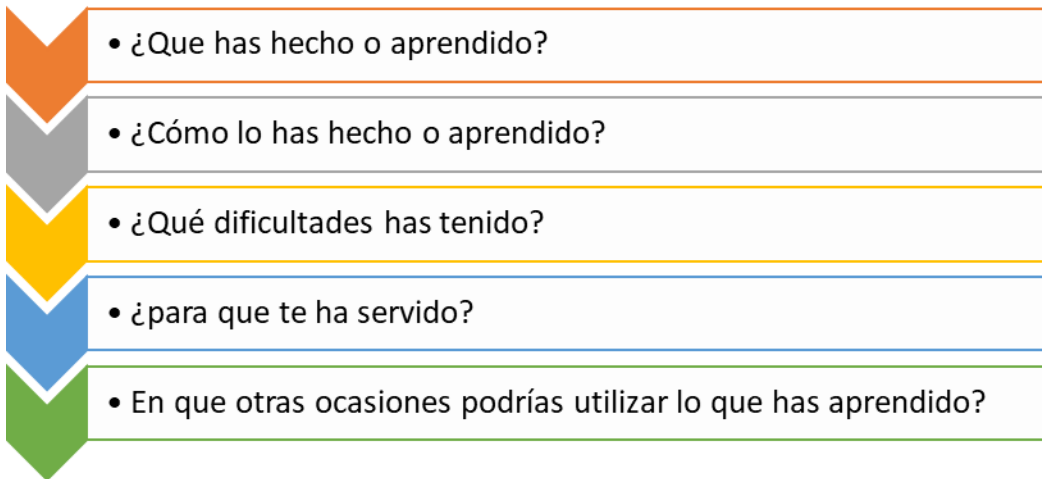 • ¿Que has hecho o aprendido?
• ¿Cómo lo has hecho o aprendido?
• ¿Qué dificultades has tenido?
• ¿para que te ha servido?
• En que otras ocasiones podrías utilizar lo que has aprendido?